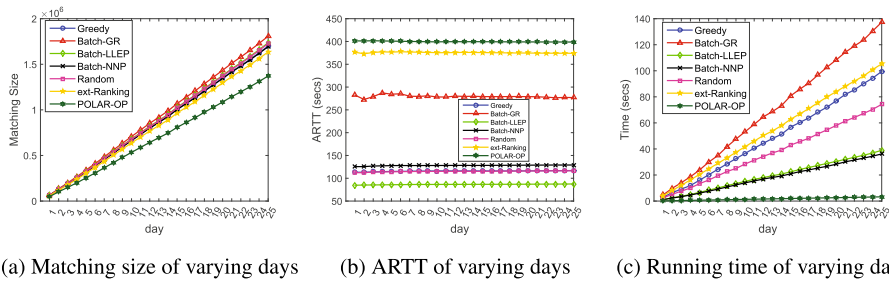 ×10⁶
2
1.5
1
0.5
0
Matching Size
Greedy
Batch-GR
Batch-LLEP
Batch-NNP
Random
ext-Ranking
POLAR-OP
1 2 3 4 5 6 7 8 9 10 11 12 13 14 15 16 17 18 19 20 21 22 23 24 25
day
450
400
350
300
250
200
150
100
50
ARTT (secs)
Greedy
Batch-GR
Batch-LLEP
Batch-NNP
Random
ext-Ranking
POLAR-OP
1 2 3 4 5 6 7 8 9 10 11 12 13 14 15 16 17 18 19 20 21 22 23 24 25
day
140
120
100
80
60
40
20
0
Time (secs)
Greedy
Batch-GR
Batch-LLEP
Batch-NNP
Random
ext-Ranking
POLAR-OP
1 2 3 4 5 6 7 8 9 10 11 12 13 14 15 16 17 18 19 20 21 22 23 24 25
day
(a) Matching size of varying days
(b) ARTT of varying days
(c) Running time of varying da